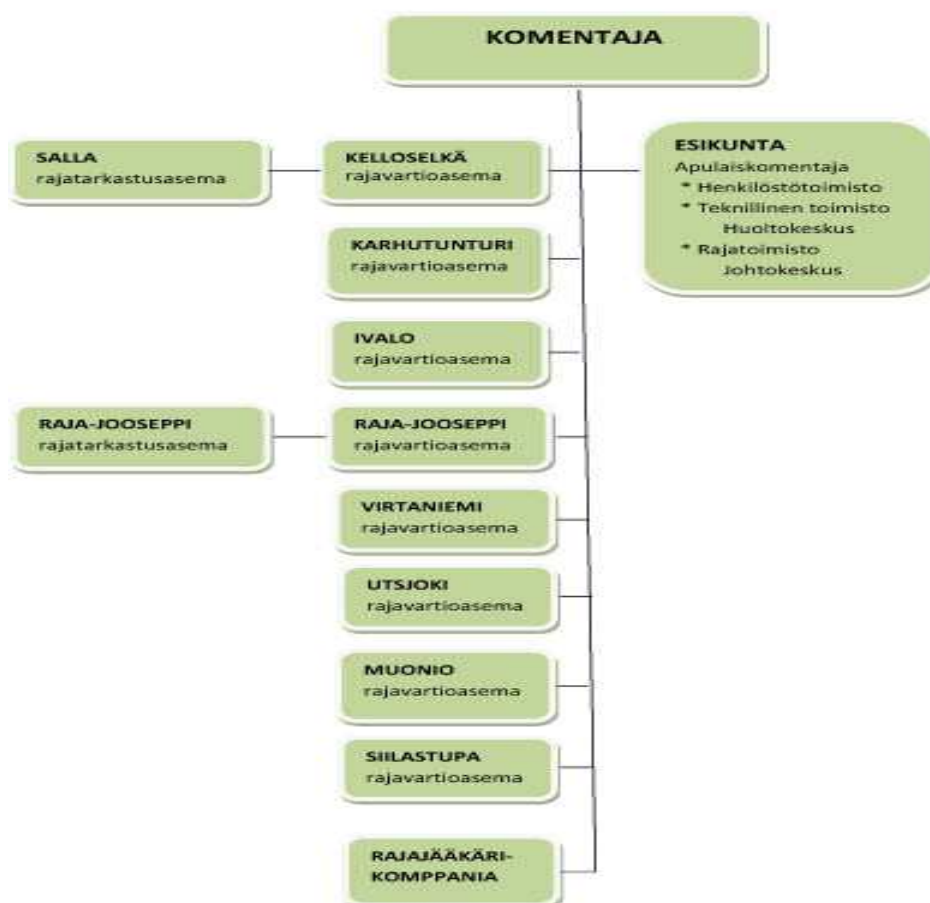 KOMENTAJA
SALLA
rajatarkastusasema
KELLOSELKÄ
rajavartioasema
ESIKUNTA
Apulaiskomentaja
* Henkilöstötoimisto
* Teknillinen toimisto
Huoltokeskus
* Rajatoimisto
Johtokeskus
KARHUTUNTURI
rajavartioasema
IVALO
rajavartioasema
RAJA-JOOSEPPI
rajatarkastusasema
RAJA-JOOSEPPI
rajavartioasema
VIRTANIEMI
rajavartioasema
UTSJOKI
rajavartioasema
MUONIO
rajavartioasema
SIILASTUPA
rajavartioasema
RAJAJÄÄKÄRI-
KOMPPANIA